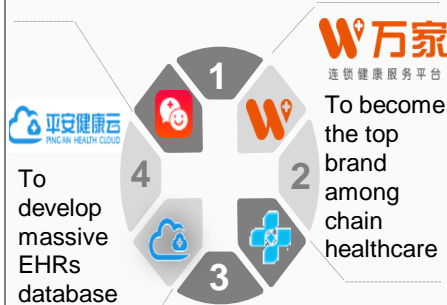 万家
连锁健康服务平台
To become
the top
brand
among
chain
healthcare
1
2
3
4
平安健康云
PING AN HEALTH CLOUD
To
develop
massive
EHRs
database